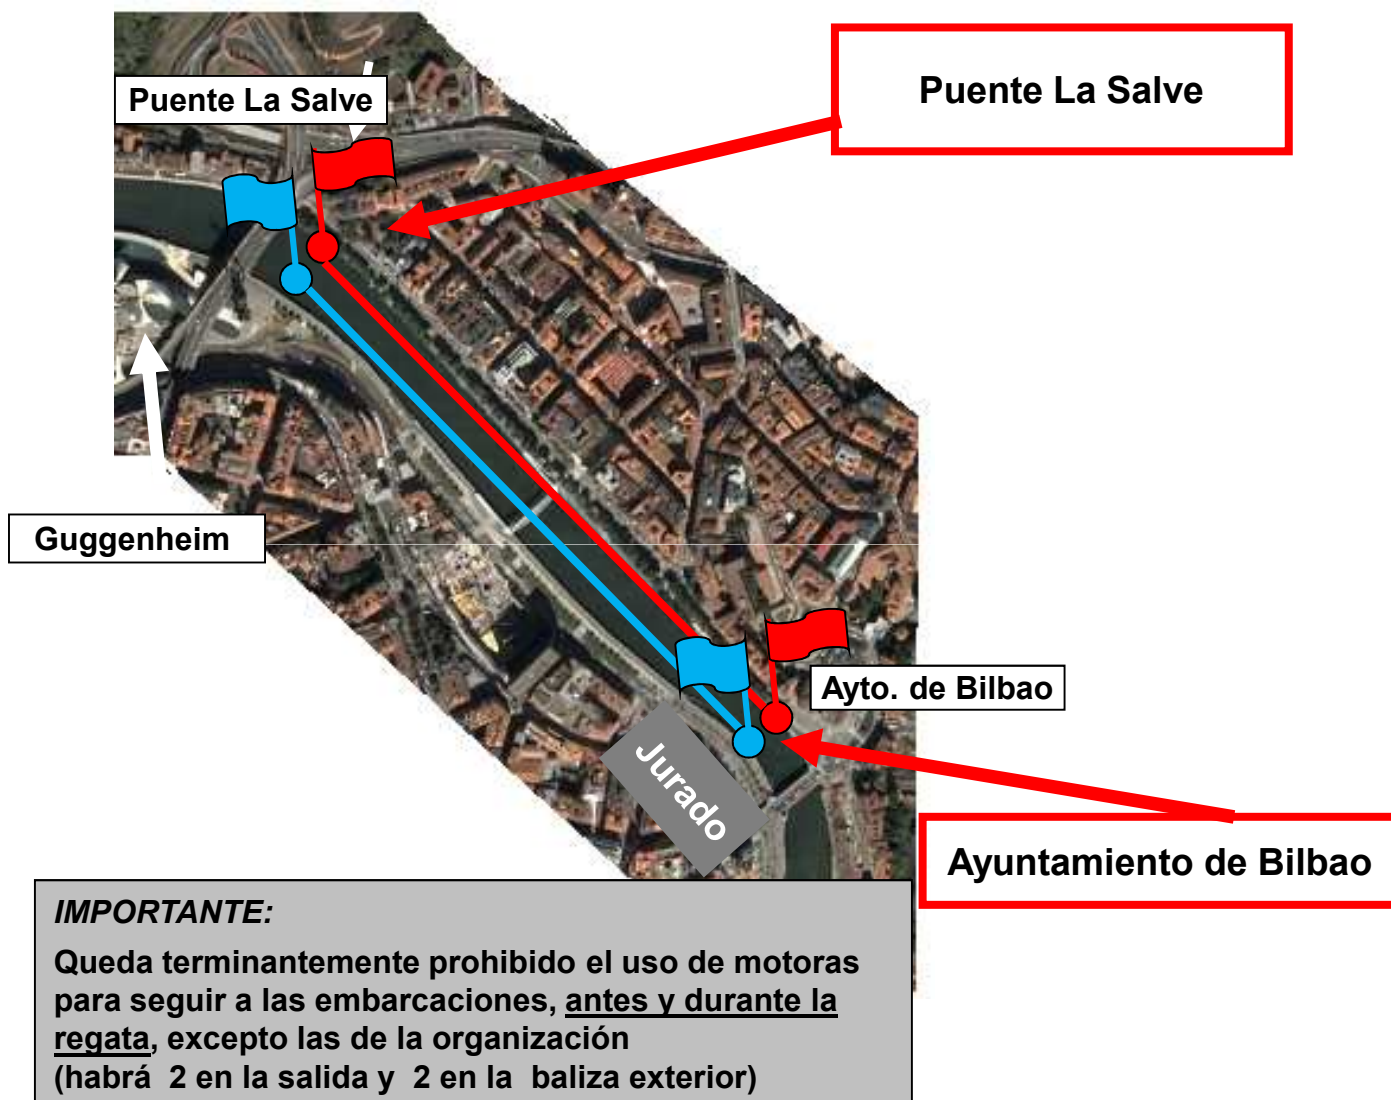 Puente La Salve
Puente La Salve
Guggenheim
Ayto. de Bilbao
Jurado
Ayuntamiento de Bilbao
IMPORTANTE:
Queda terminantemente prohibido el uso de motoras
para seguir a las embarcaciones, antes y durante la
regata, excepto las de la organización
(habrá 2 en la salida y 2 en la baliza exterior)